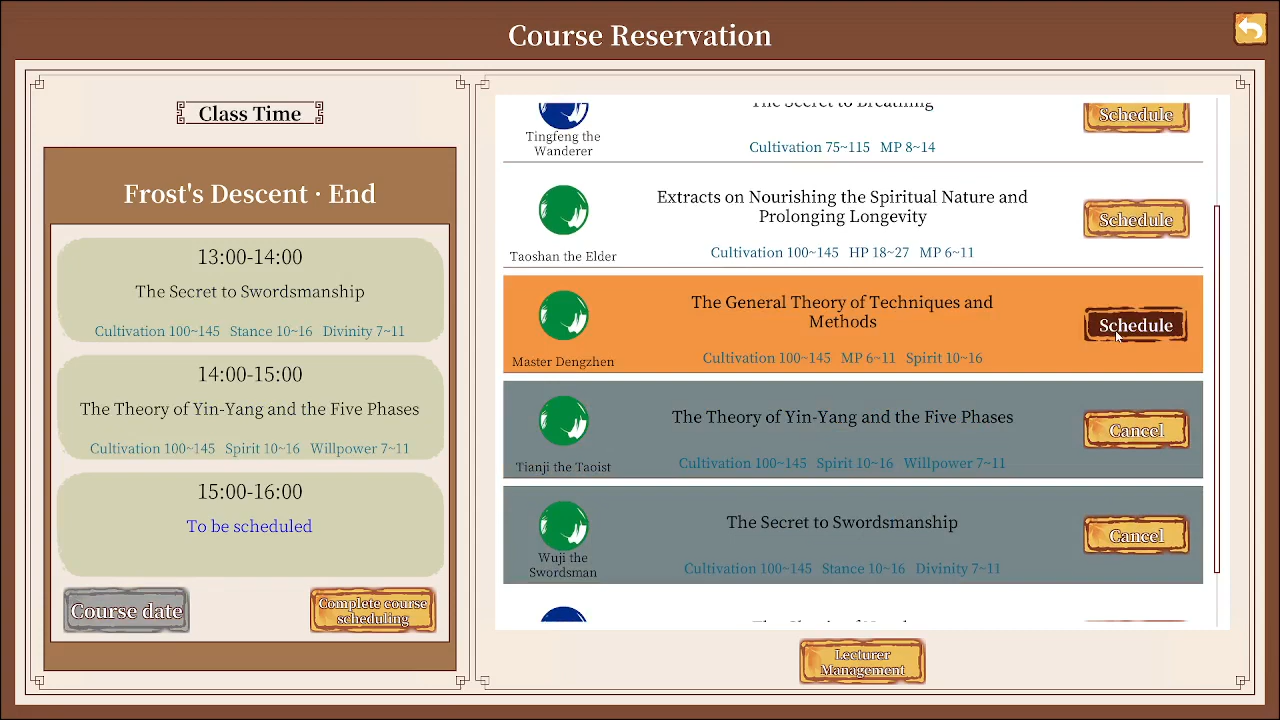 Course Reservation
Class Time
Frost's Descent · End
13:00-14:00
The Secret to Swordsmanship
Cultivation 100~145 Stance 10~16 Divinity 7~11
14:00-15:00
The Theory of Yin-Yang and the Five Phases
Cultivation 100~145 Spirit 10~16 Willpower 7~11
15:00-16:00
To be scheduled
Course date
Complete course
scheduling
The Secret to Breathing
Schedule
Tingfeng the
Wanderer
Cultivation 75~115 MP 8~14
Extracts on Nourishing the Spiritual Nature and
Prolonging Longevity
Schedule
Taoshan the Elder
Cultivation 100~145 HP 18~27 MP 6~11
The General Theory of Techniques and
Methods
Schedule
Master Dengzhen
Cultivation 100~145 MP 6~11 Spirit 10~16
The Theory of Yin-Yang and the Five Phases
Cancel
Tianji the Taoist
Cultivation 100~145 Spirit 10~16 Willpower 7~11
The Secret to Swordsmanship
Cancel
Wuji the
Swordsman
Cultivation 100~145 Stance 10~16 Divinity 7~11
Lecturer
Management